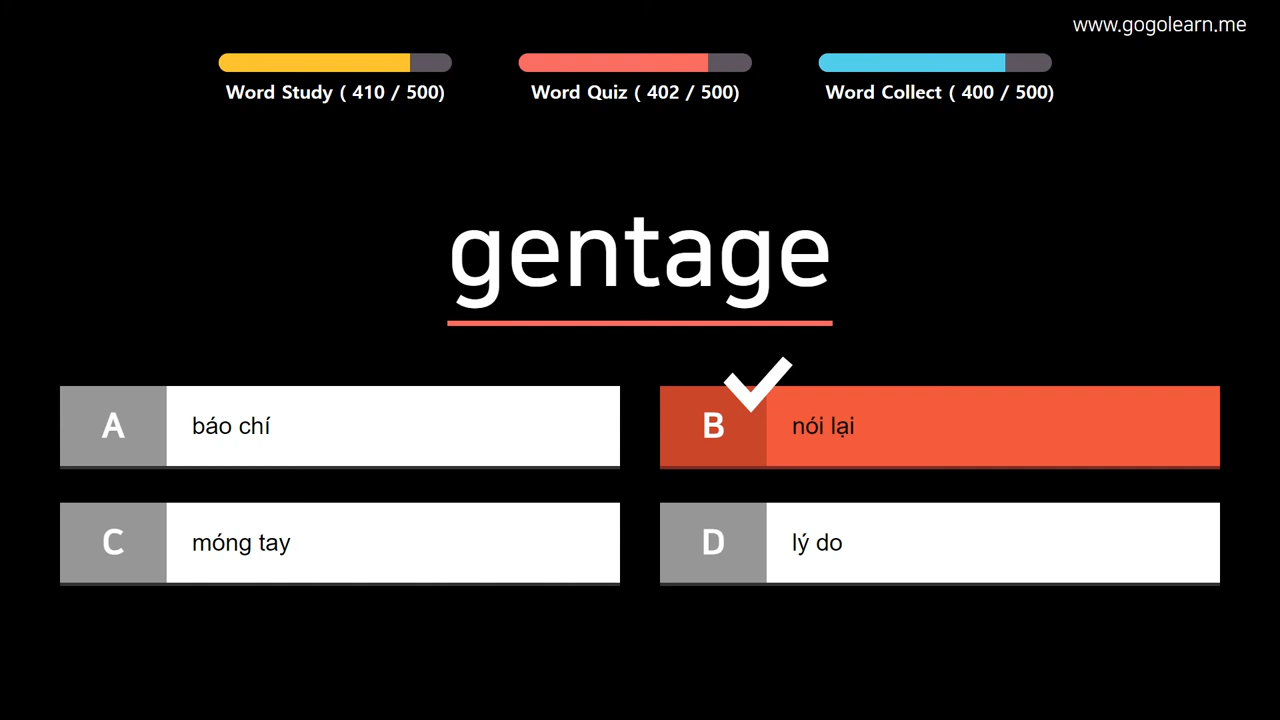 www.gogolearn.me
Word Study ( 410 / 500)
Word Quiz ( 402 / 500)
Word Collect ( 400 / 500)
gentage
A
báo chí
B
nói lại
C
móng tay
D
lý do